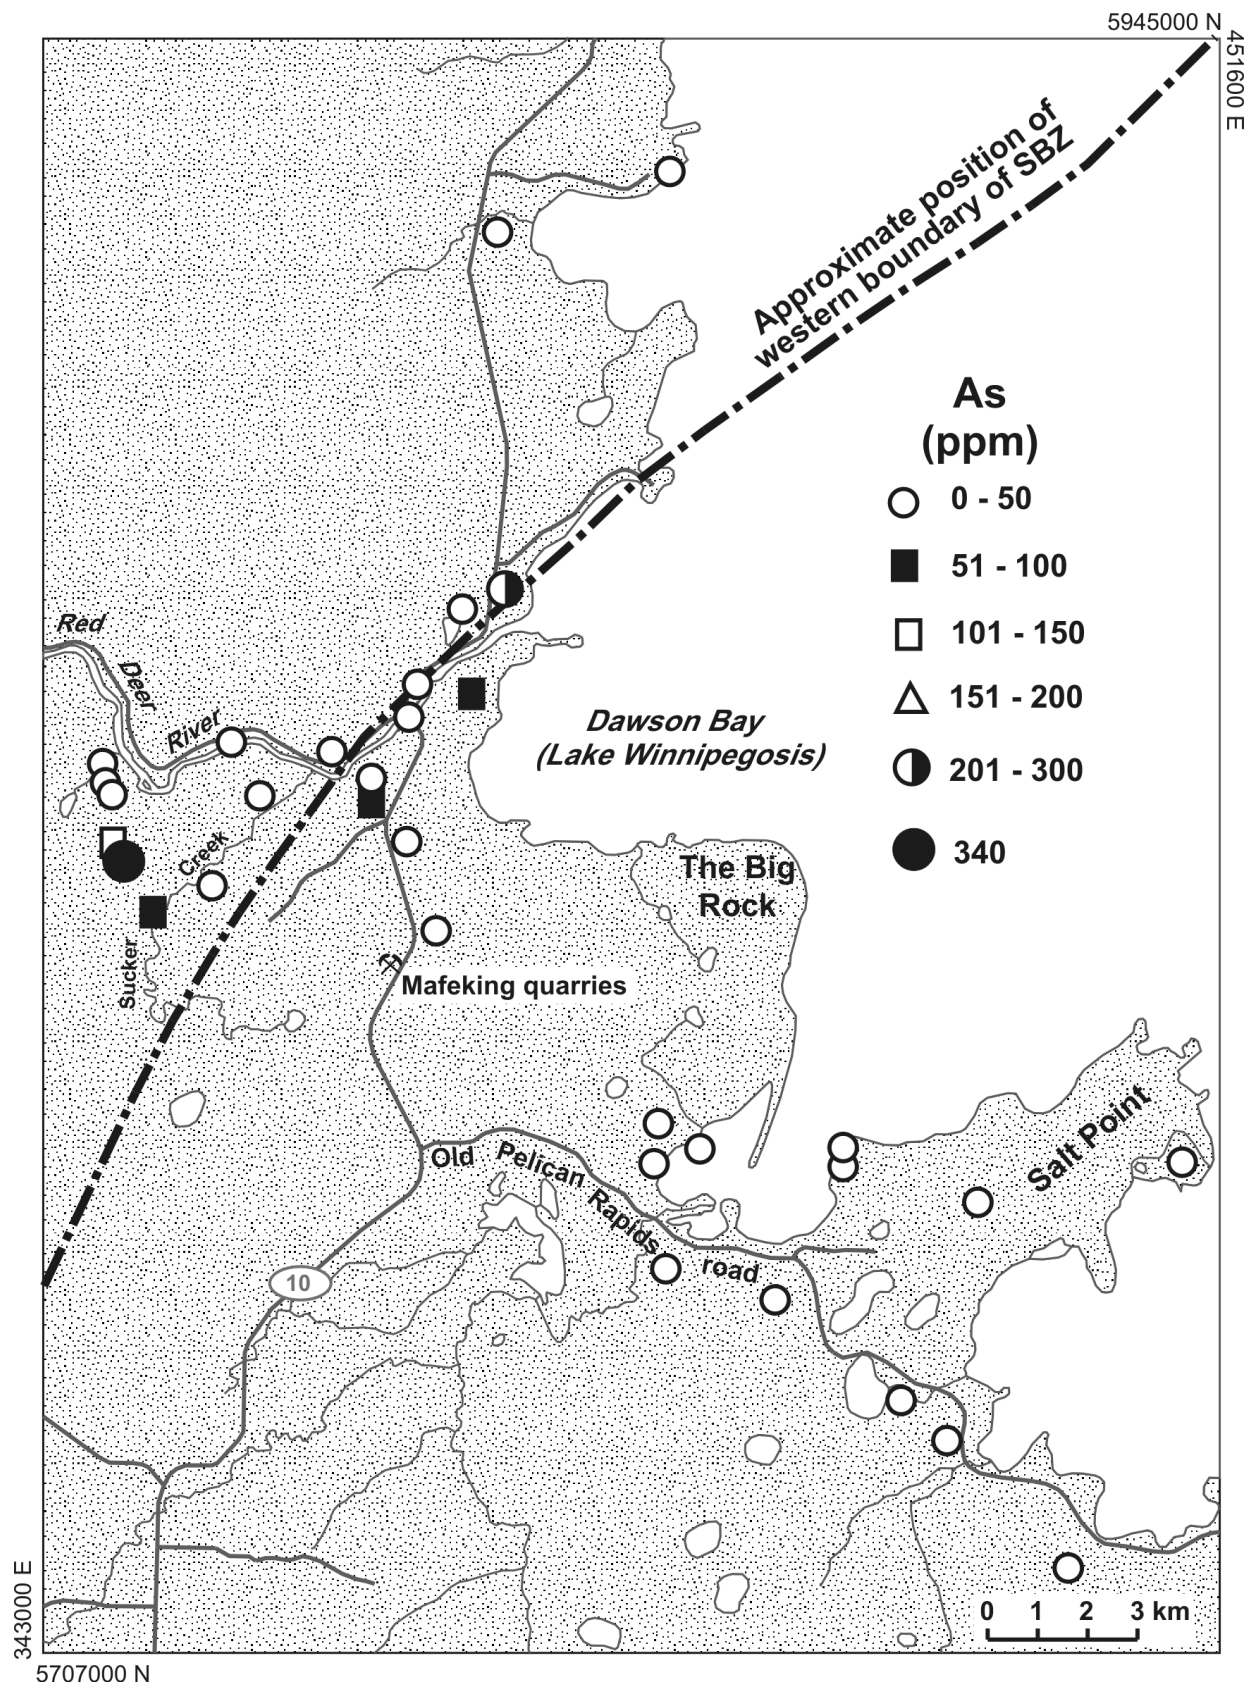 5945000 N
451600 E
Approximate position of
western boundary of SBZ
As
(ppm)
0 - 50
51 - 100
101 - 150
151 - 200
201 - 300
340
Red
Deer
River
Dawson Bay
(Lake Winnipegosis)
Creek
Sucker
The Big
Rock
Mafeking quarries
Salt Point
Old Pelican Rapids road
10
0 1 2 3 km
343000 E
5707000 N